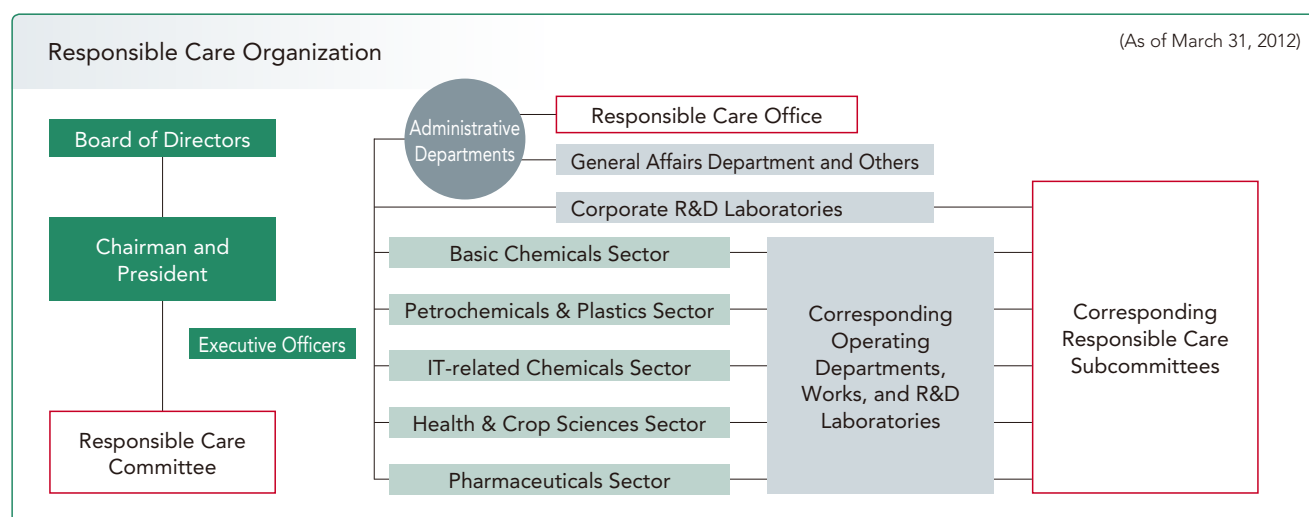 Responsible Care Organization
(As of March 31, 2012)
Board of Directors
Chairman and
President
Executive Officers
Responsible Care
Committee
Administrative
Departments
Responsible Care Office
General Affairs Department and Others
Corporate R&D Laboratories
Basic Chemicals Sector
Petrochemicals & Plastics Sector
IT-related Chemicals Sector
Health & Crop Sciences Sector
Pharmaceuticals Sector
Corresponding
Operating
Departments,
Works, and R&D
Laboratories
Corresponding
Responsible Care
Subcommittees